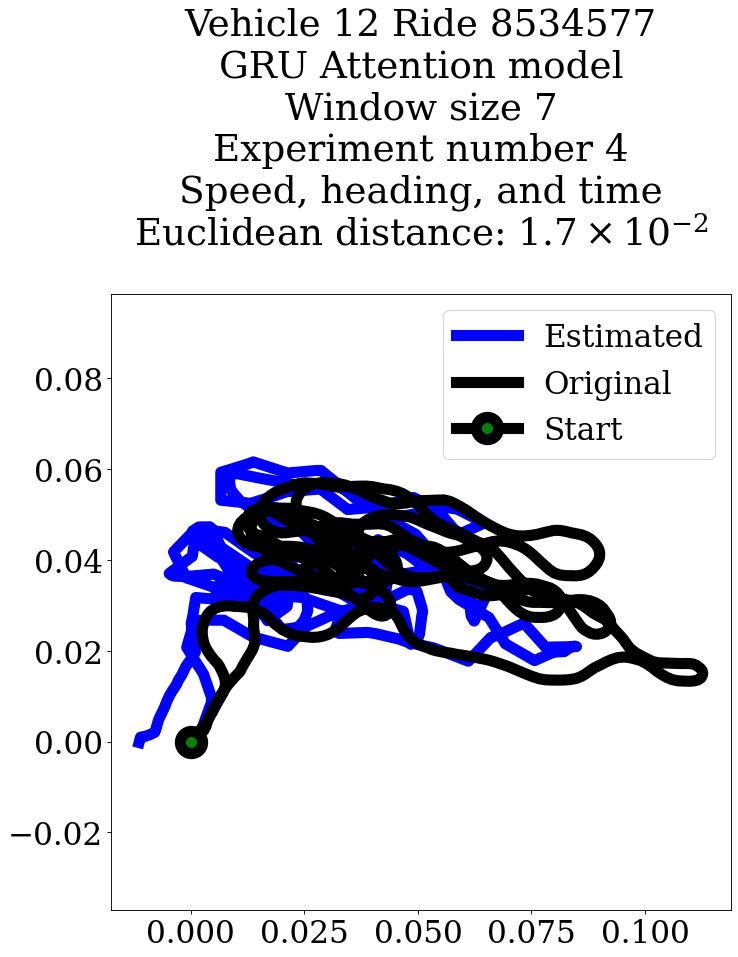 Vehicle 12 Ride 8534577
GRU Attention model
Window size 7
Experiment number 4
Speed, heading, and time
Euclidean distance: 1.7 × 10⁻²
Estimated
Original
Start
0.08
0.06
0.04
0.02
0.00
−0.02
0.000 0.025 0.050 0.075 0.100